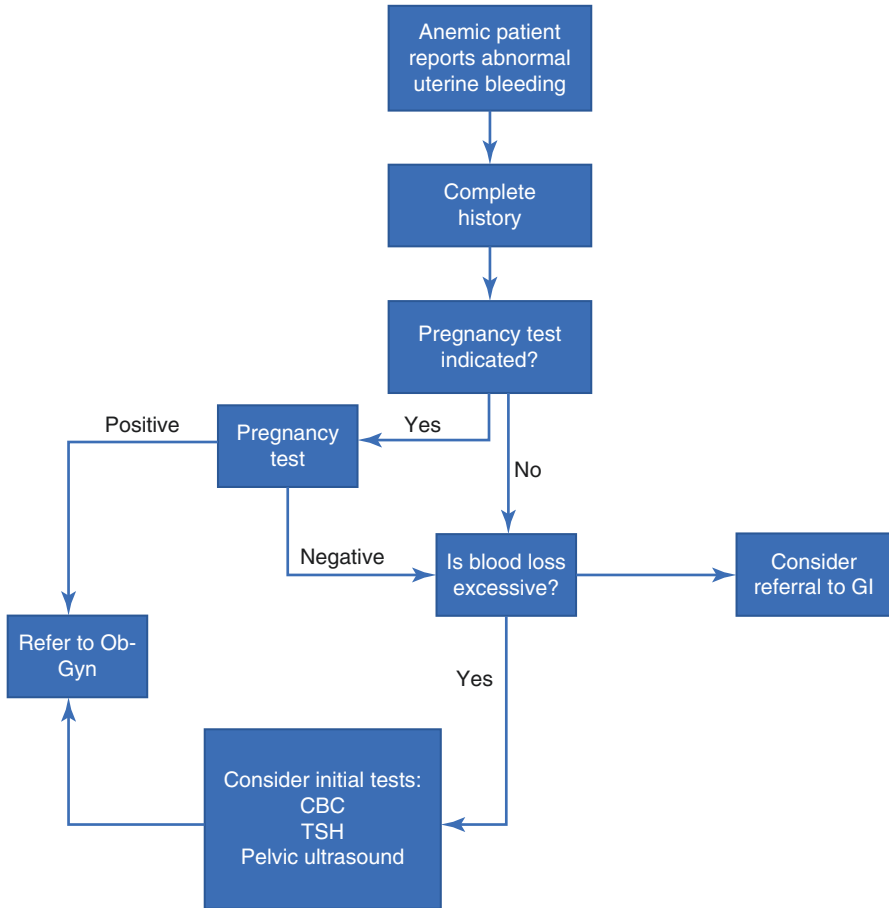 Anemic patient
reports abnormal
uterine bleeding
Complete
history
Pregnancy test
indicated?
Positive
Pregnancy
test
Yes
No
Negative
Is blood loss
excessive?
Consider
referral to GI
Refer to Ob-
Gyn
Yes
Consider initial tests:
CBC
TSH
Pelvic ultrasound